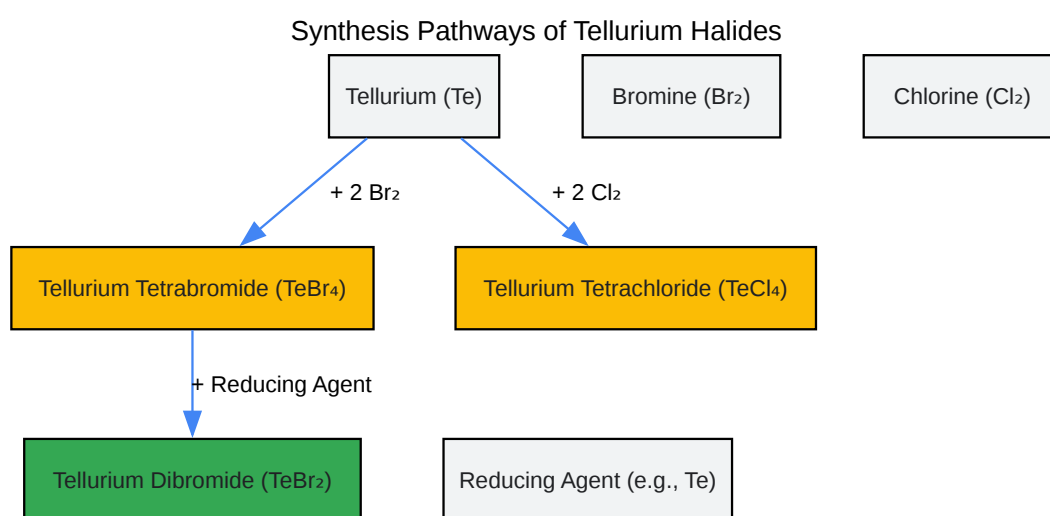 Synthesis Pathways of Tellurium Halides
Tellurium (Te)
Bromine (Br₂)
Chlorine (Cl₂)
+ 2 Br₂
+ 2 Cl₂
Tellurium Tetrabromide (TeBr₄)
Tellurium Tetrachloride (TeCl₄)
+ Reducing Agent
Tellurium Dibromide (TeBr₂)
Reducing Agent (e.g., Te)